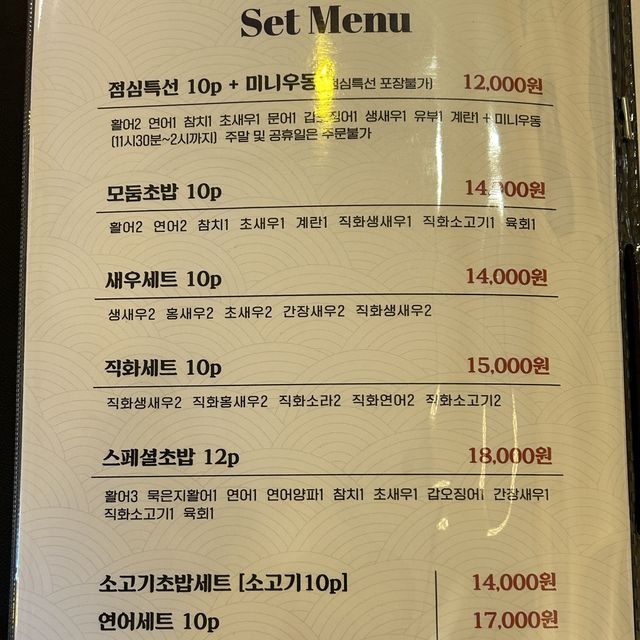 Set Menu
점심특선 10p + 미니우동 (점심특선 포장불가) 12,000원
활어2 연어1 참치1 초새우1 문어1 갑오징어1 생새우1 유부1 계란1 + 미니우동
(11시30분~2시까지) 주말 및 공휴일은 주문불가
모둠초밥 10p 14,000원
활어2 연어2 참치1 초새우1 계란1 직화생새우1 직화소고기1 육회1
새우세트 10p 14,000원
생새우2 홍새우2 초새우2 간장새우2 직화생새우2
직화세트 10p 15,000원
직화생새우2 직화홍새우2 직화소라2 직화연어2 직화소고기2
스페셜초밥 12p 18,000원
활어3 묵은지활어1 연어1 연어양파1 참치1 초새우1 갑오징어1 간장새우1
직화소고기1 육회1
소고기초밥세트 [소고기10p] 14,000원
연어세트 10p 17,000원